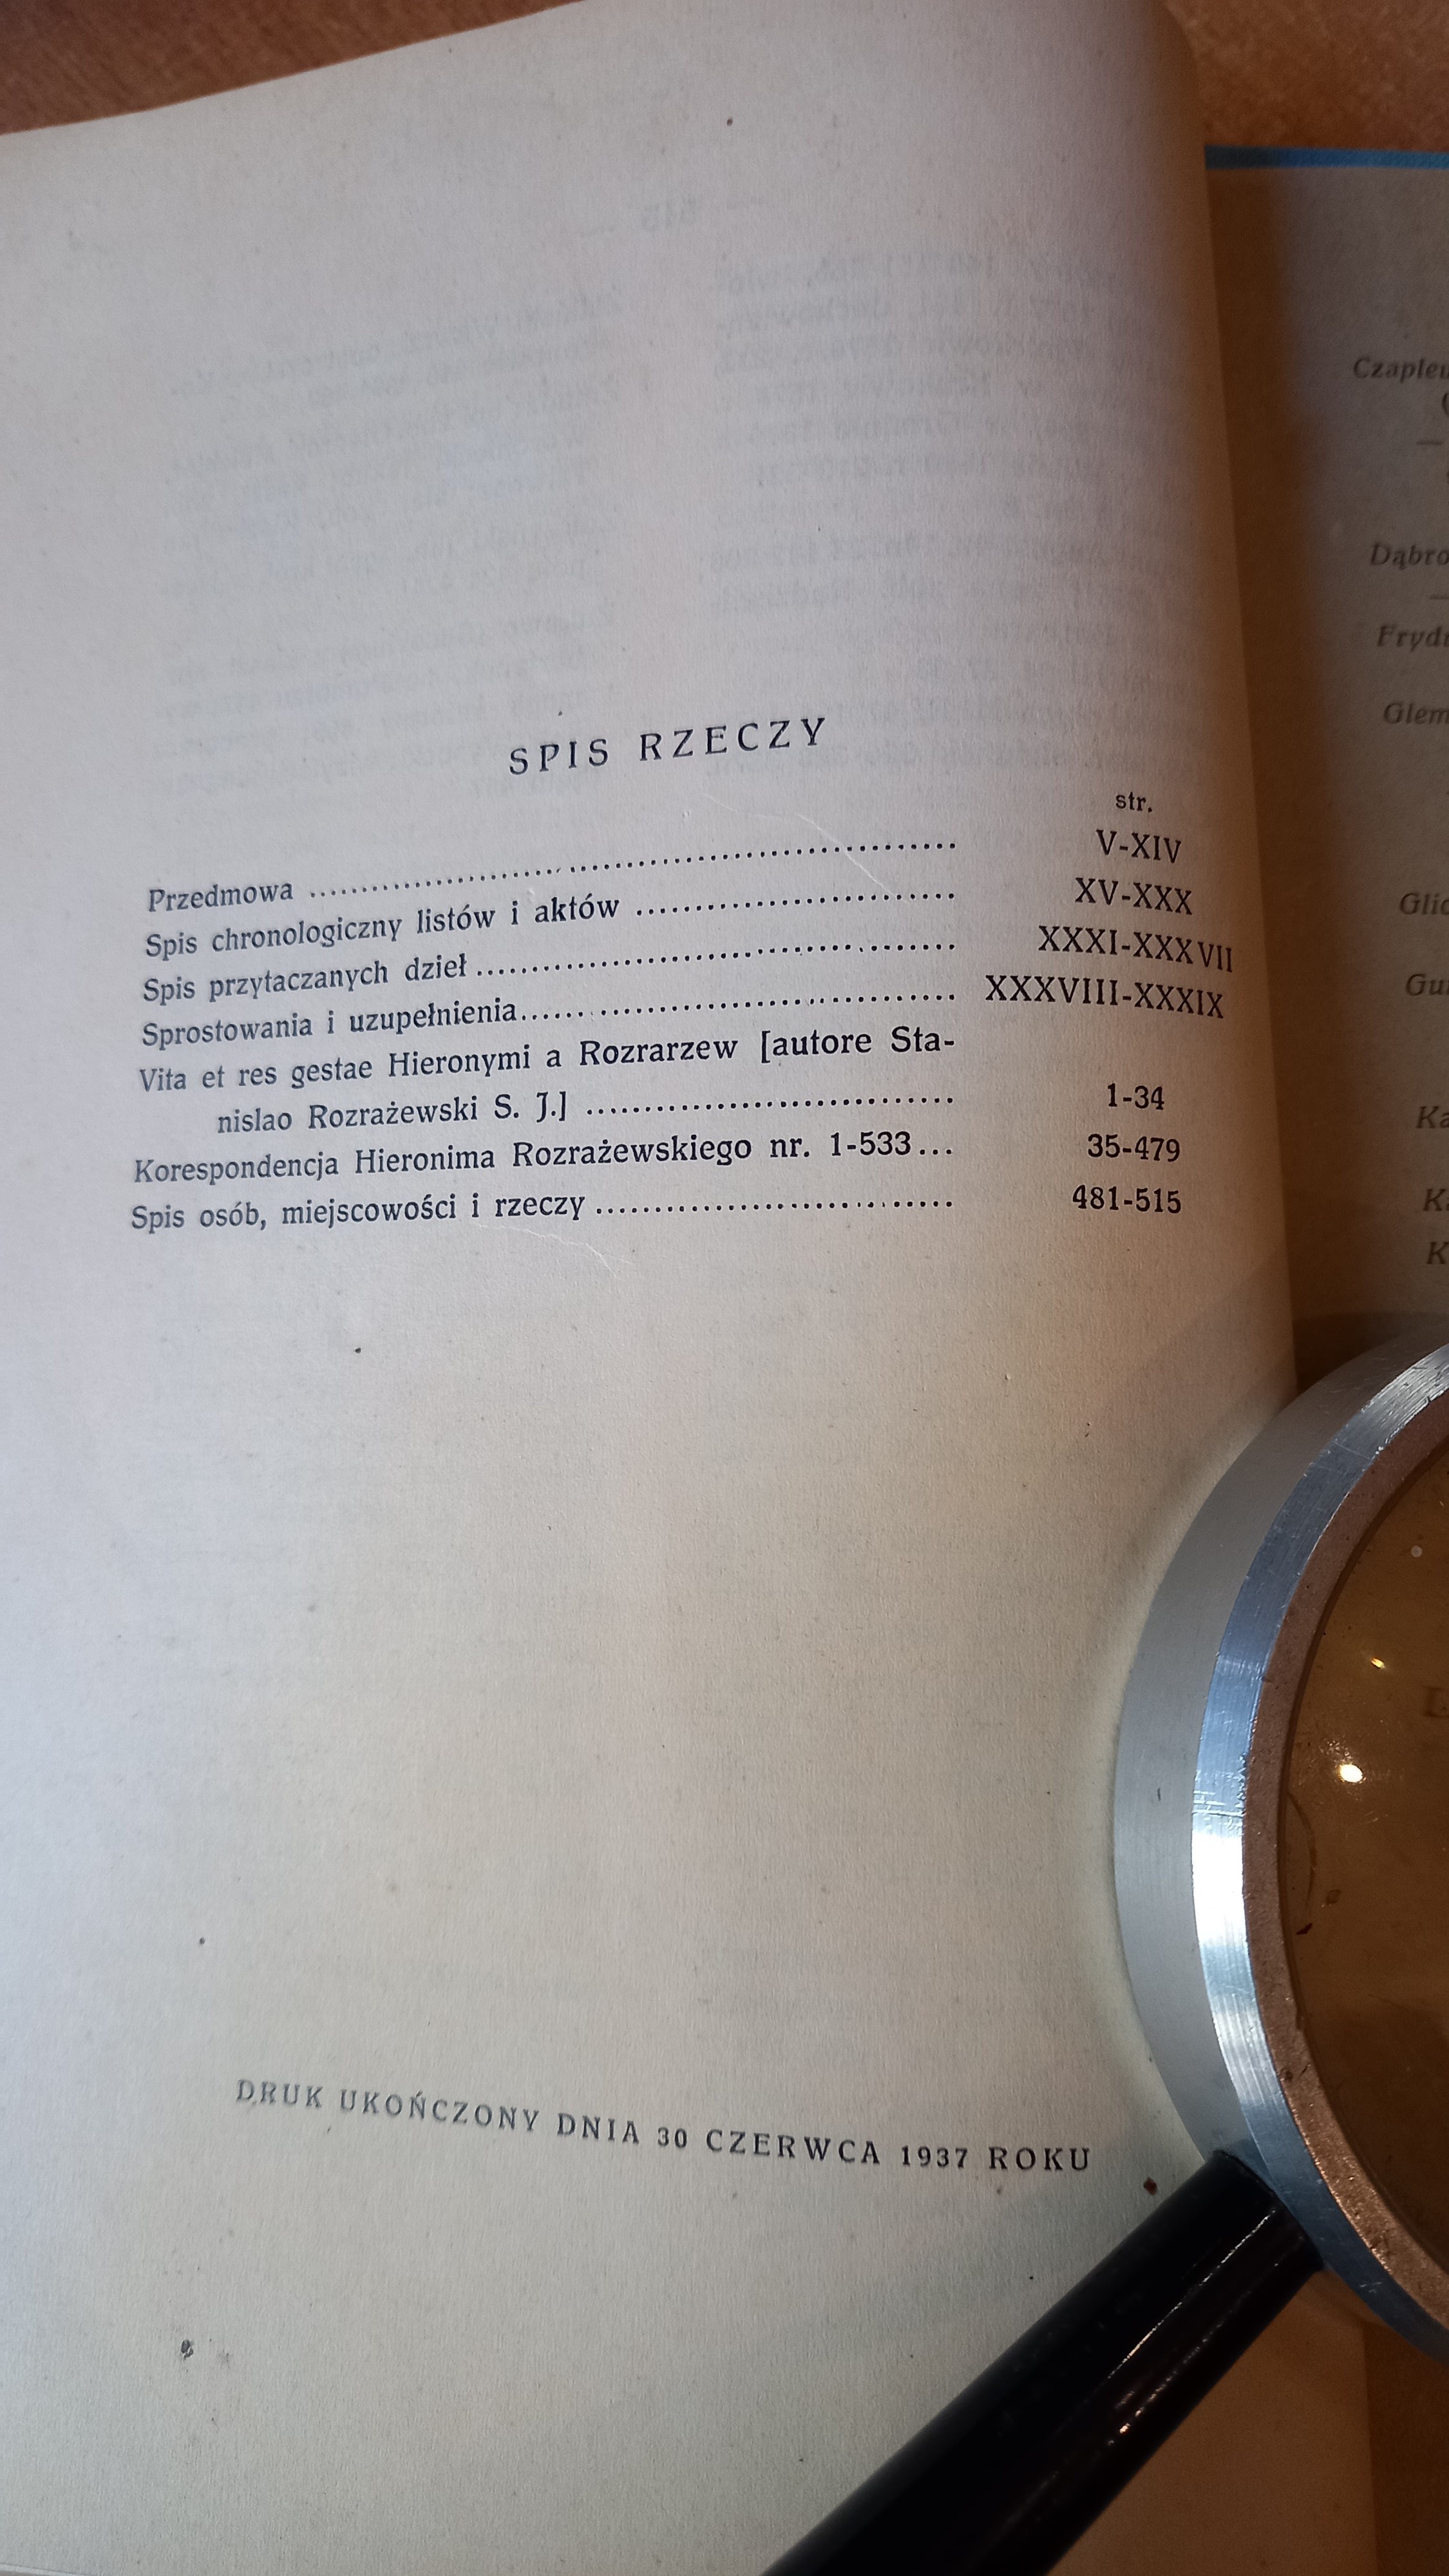 SPIS RZECZY
str.
Przedmowa ........................................ V-XIV
Spis chronologiczny listów i aktów ........................... XV-XXX
Spis przytaczanych dzieł ........................................ XXXI-XXXVII
Sprostowania i uzupełnienia.................................... XXXVIII-XXXIX
Vita et res gestae Hieronymi a Rozrarzew [autore Sta-
nislao Rozrażewski S. J.] ................................ 1-34
Korespondencja Hieronima Rozrażewskiego nr. 1-533... 35-479
Spis osób, miejscowości i rzeczy ............................... 481-515
DRUK UKOŃCZONY DNIA 30 CZERWCA 1937 ROKU
Czapleu
Dąbro
Frydr
Glem
Glic
Gu
Ka
K
K